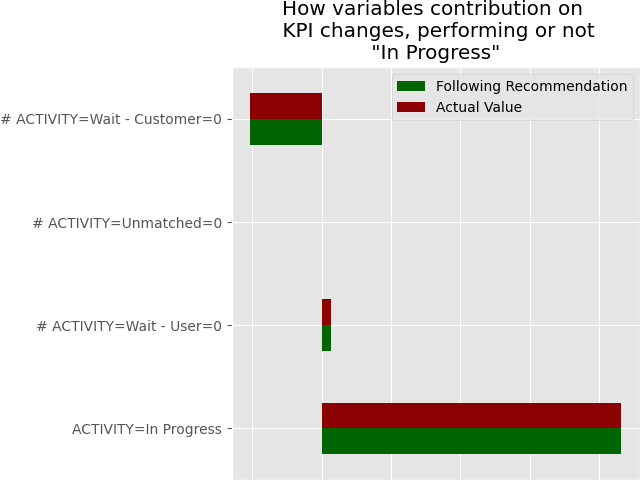 How variables contribution on
KPI changes, performing or not
"In Progress"
Following Recommendation
Actual Value
# ACTIVITY=Wait - Customer=0
# ACTIVITY=Unmatched=0
# ACTIVITY=Wait - User=0
ACTIVITY=In Progress